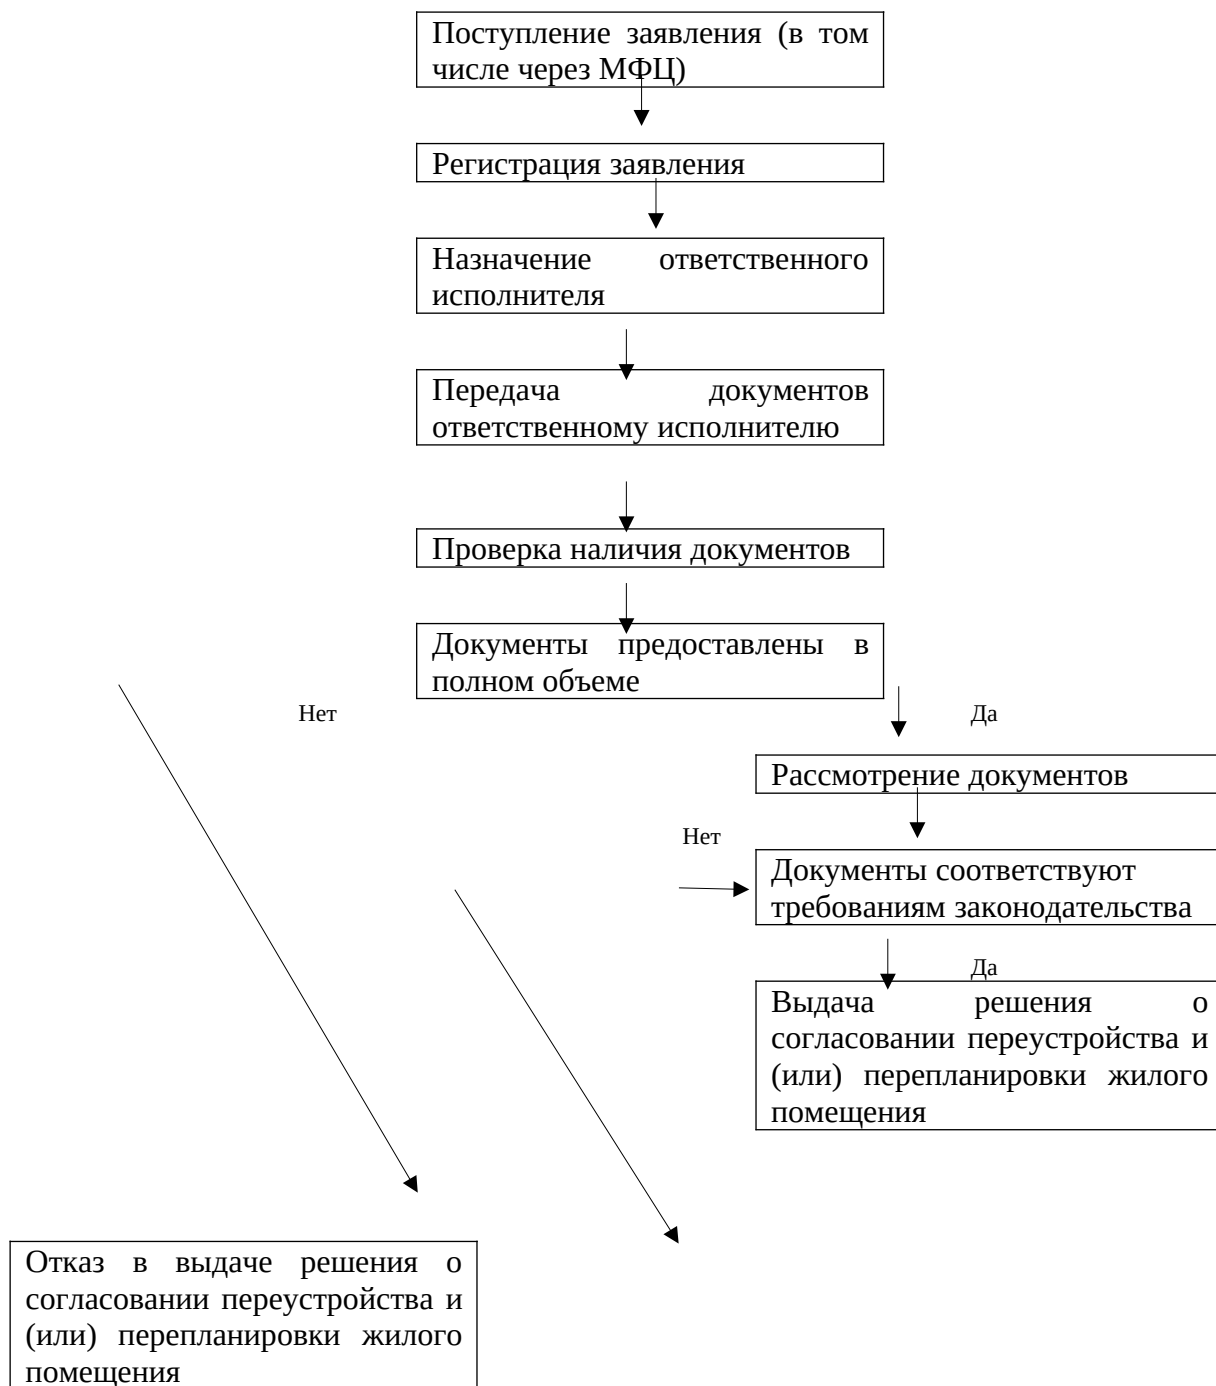 Поступление заявления (в том
числе через МФЦ)
Регистрация заявления
Назначение ответственного
исполнителя
Передача документов
ответственному исполнителю
Проверка наличия документов
Документы предоставлены в
полном объеме
Нет
Да
Рассмотрение документов
Нет
Документы соответствуют
требованиям законодательства
Да
Выдача решения о
согласовании переустройства и
(или) перепланировки жилого
помещения
Отказ в выдаче решения о
согласовании переустройства и
(или) перепланировки жилого
помещения